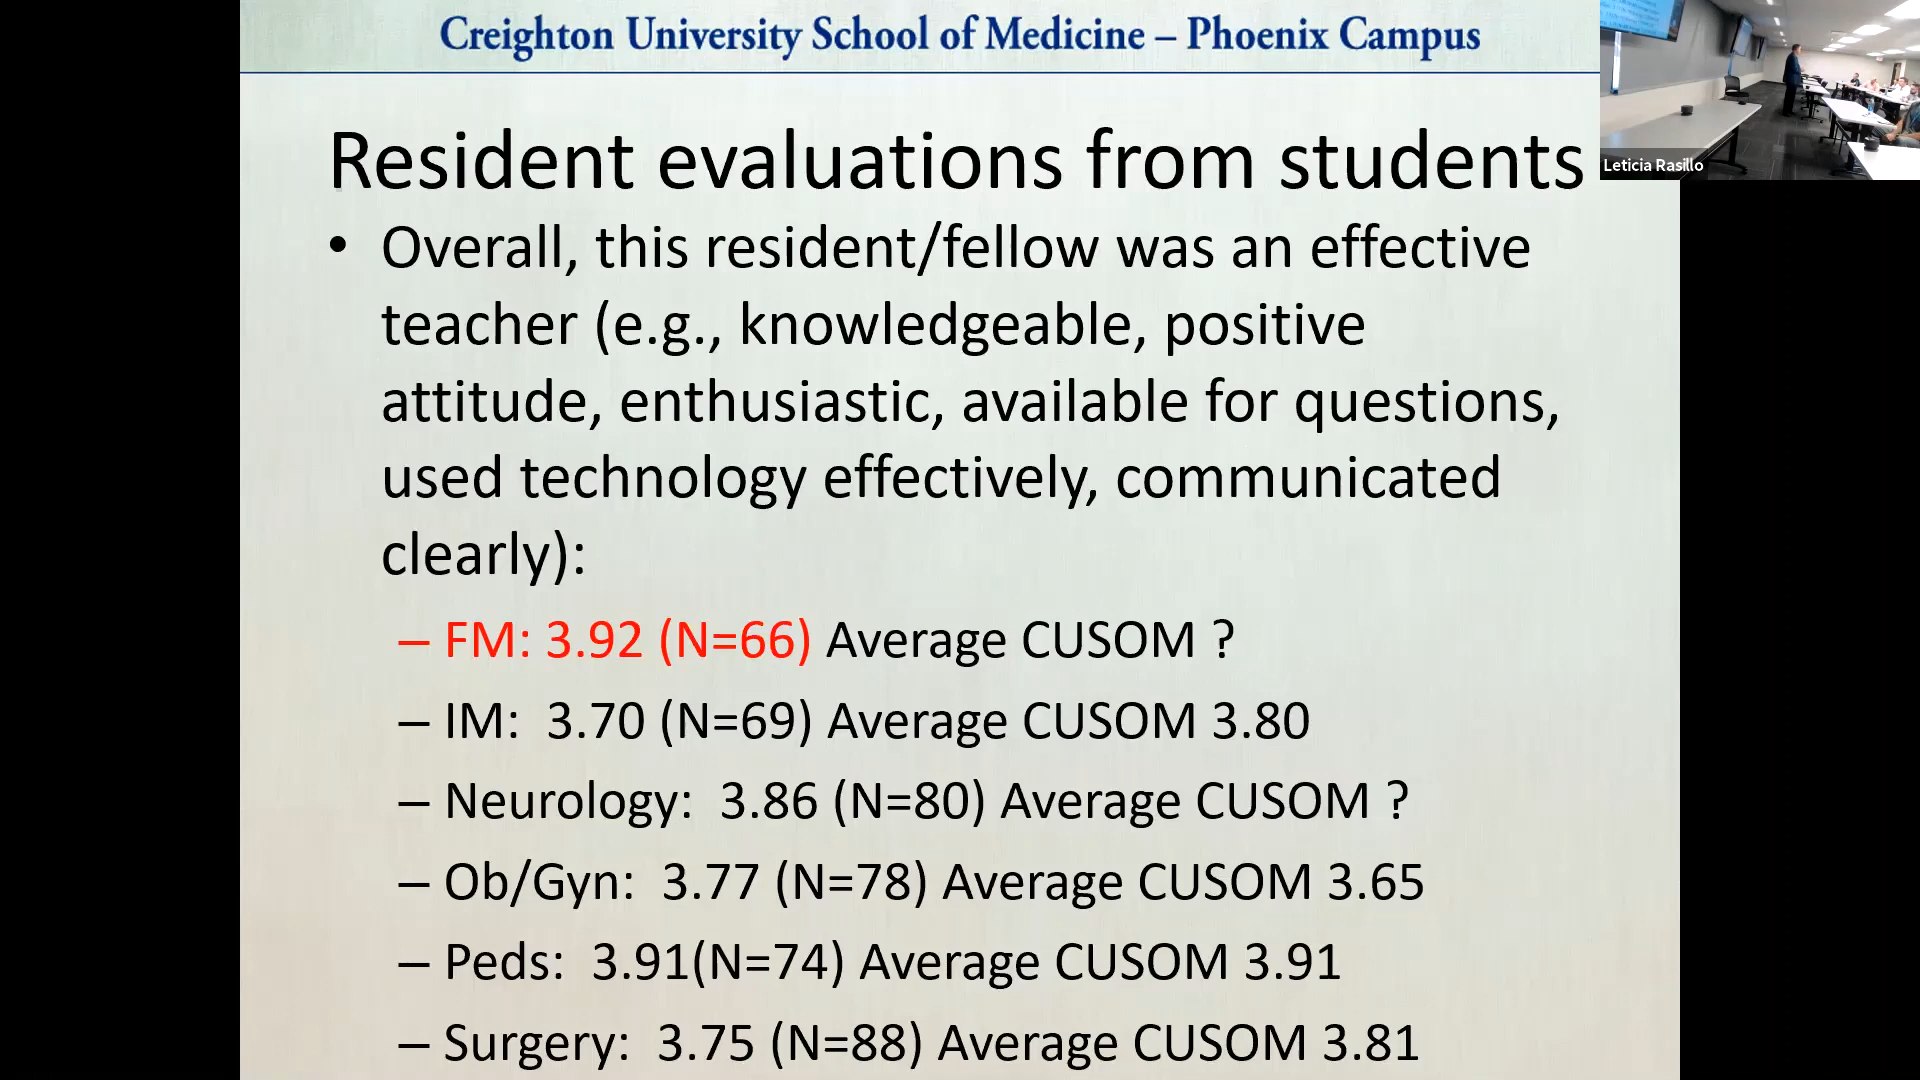 Creighton University School of Medicine – Phoenix Campus
Leticia Rasillo
Resident evaluations from students
• Overall, this resident/fellow was an effective
teacher (e.g., knowledgeable, positive
attitude, enthusiastic, available for questions,
used technology effectively, communicated
clearly):
– FM: 3.92 (N=66) Average CUSOM ?
– IM: 3.70 (N=69) Average CUSOM 3.80
– Neurology: 3.86 (N=80) Average CUSOM ?
– Ob/Gyn: 3.77 (N=78) Average CUSOM 3.65
– Peds: 3.91(N=74) Average CUSOM 3.91
– Surgery: 3.75 (N=88) Average CUSOM 3.81